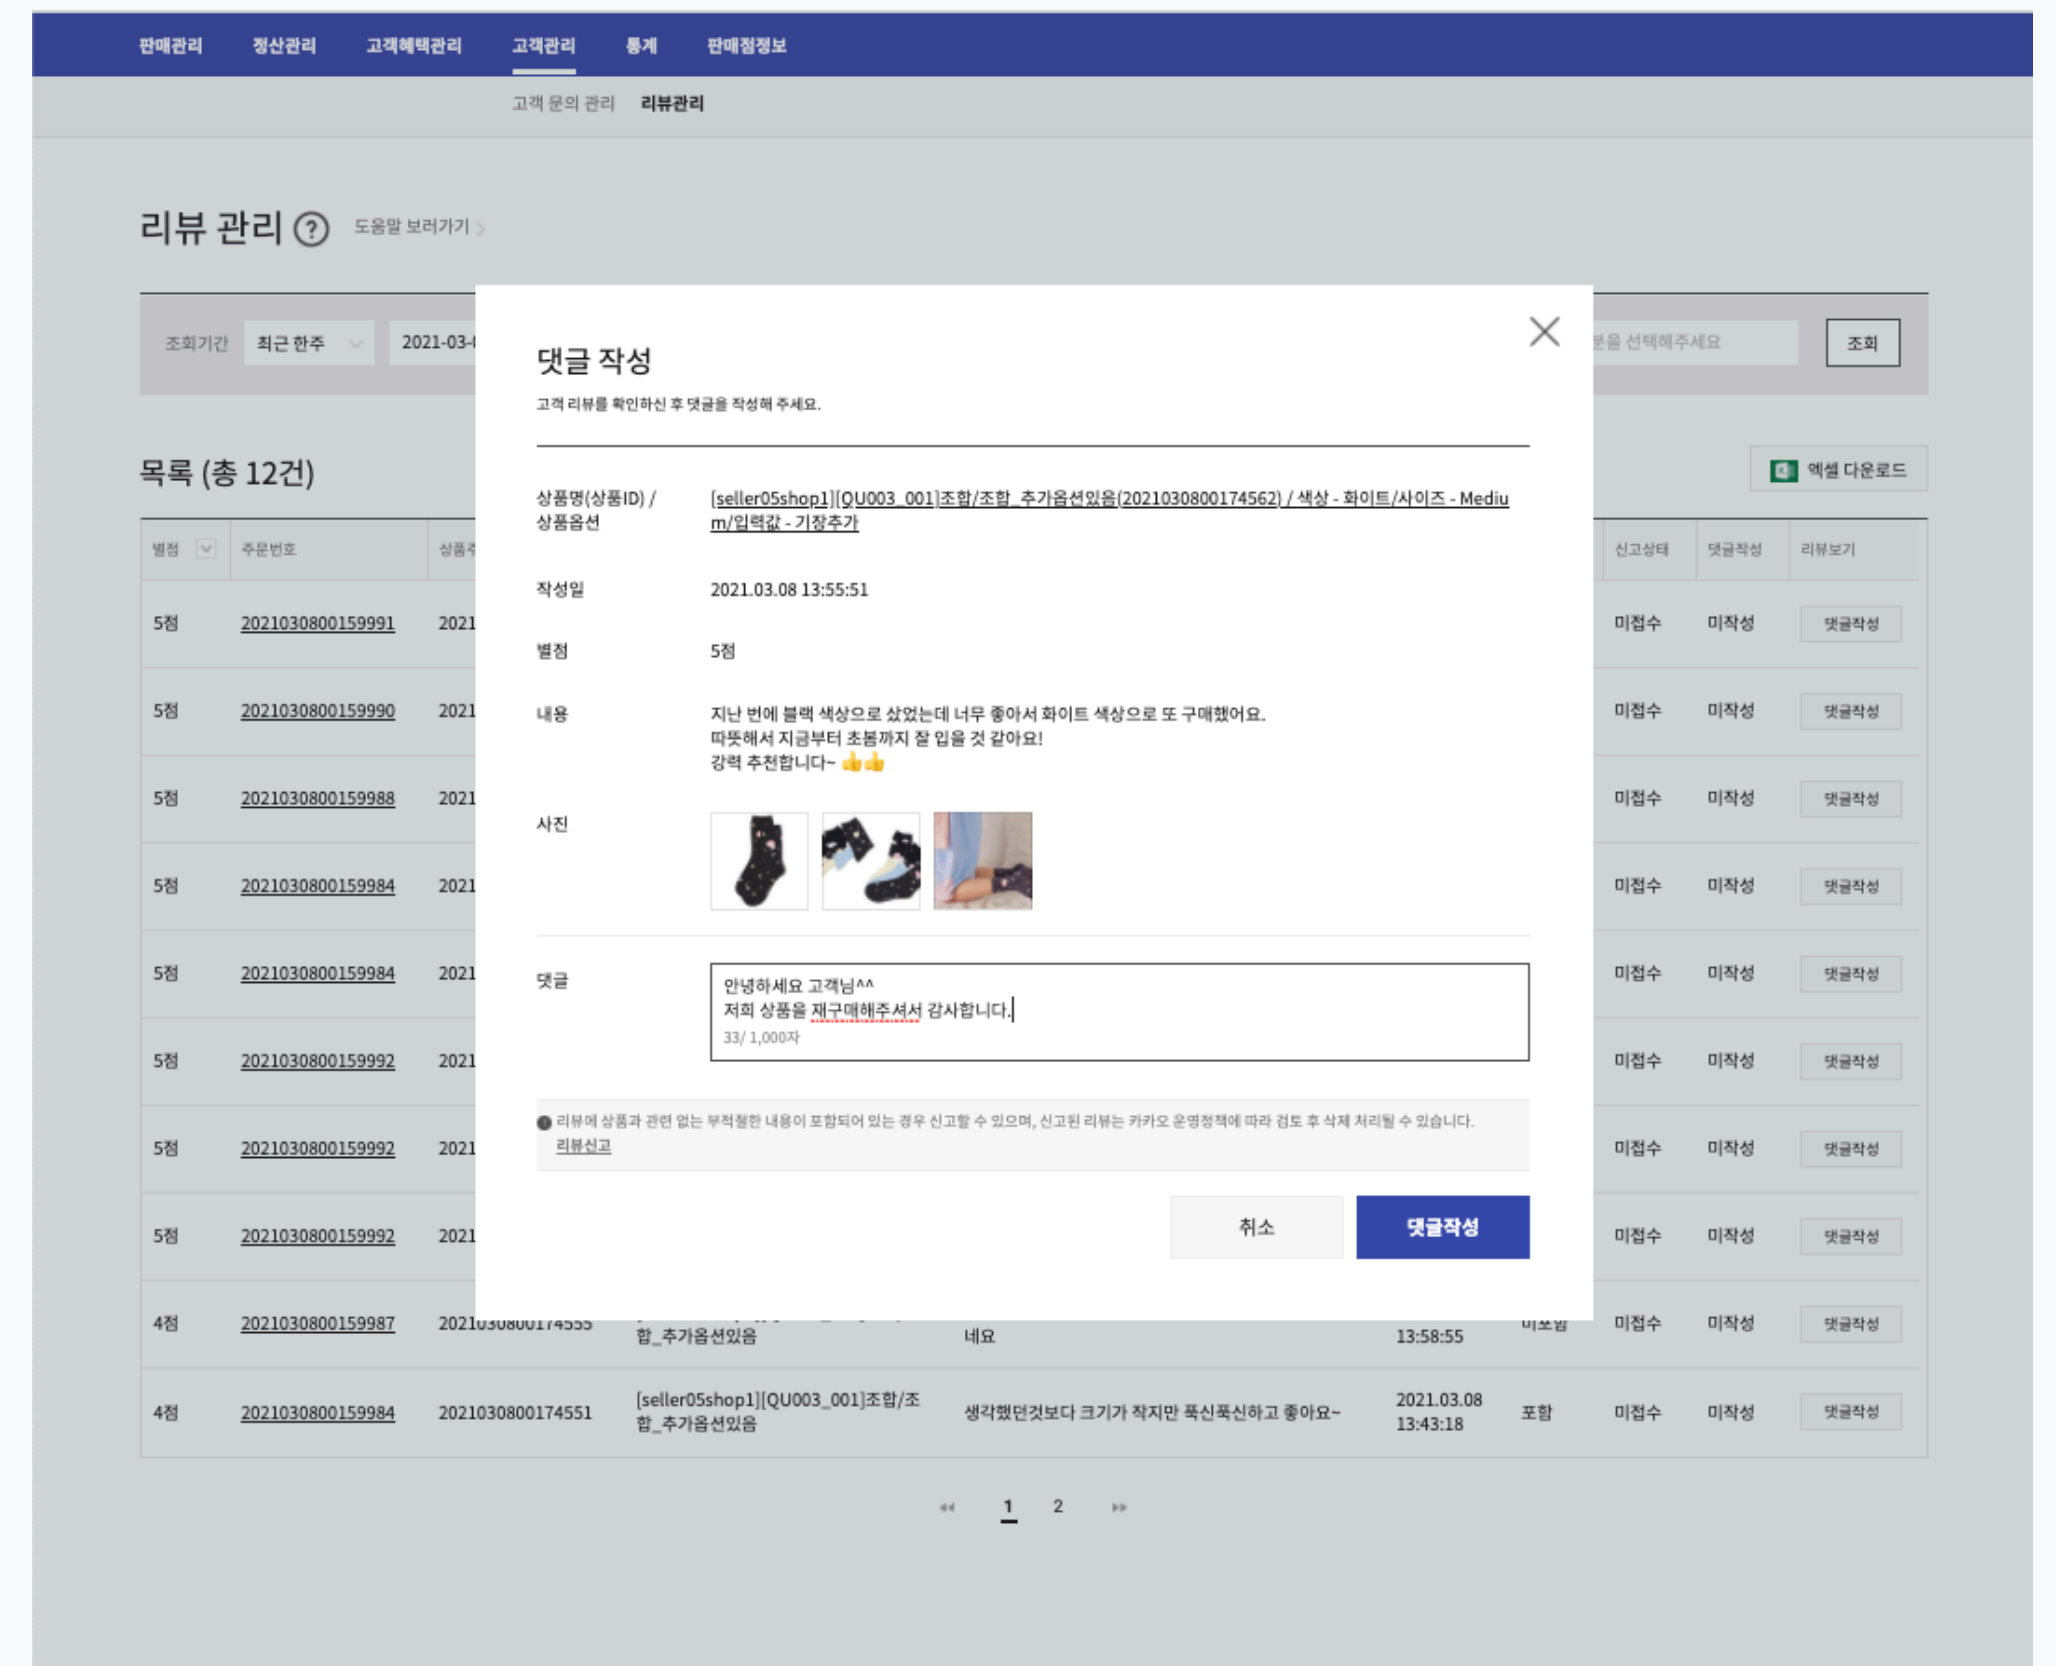 판매관리 정산관리 고객혜택관리 고객관리 통계 판매점정보
고객 문의 관리 리뷰관리
리뷰 관리 ? 도움말 보러가기
조회기간 최근 한주 2021-03- 을 선택해주세요 조회
댓글 작성
고객 리뷰를 확인하신 후 댓글을 작성해 주세요.
목록 (총 12건) 엑셀 다운로드
상품명(상품ID) /
상품옵션
[seller05shop1][QU003_001]조합/조합_추가옵션있음(2021030800174562) / 색상 - 화이트/사이즈 - Mediu
m/입력값 - 기장추가
작성일 2021.03.08 13:55:51
별점 5점
내용 지난 번에 블랙 색상으로 샀었는데 너무 좋아서 화이트 색상으로 또 구매했어요.
따뜻해서 지금부터 초봄까지 잘 입을 것 같아요!
강력 추천합니다~ 👍👍
사진
댓글 안녕하세요 고객님^^
저희 상품을 재구매해주셔서 감사합니다.
33/ 1,000자
리뷰에 상품과 관련 없는 부적절한 내용이 포함되어 있는 경우 신고할 수 있으며, 신고된 리뷰는 카카오 운영정책에 따라 검토 후 삭제 처리될 수 있습니다.
리뷰신고
취소 댓글작성
별점 주문번호 상품주 신고상태 댓글작성 리뷰보기
5점 2021030800159991 2021 미접수 미작성 댓글작성
5점 2021030800159990 2021 미접수 미작성 댓글작성
5점 2021030800159988 2021 미접수 미작성 댓글작성
5점 2021030800159984 2021 미접수 미작성 댓글작성
5점 2021030800159984 2021 미접수 미작성 댓글작성
5점 2021030800159992 2021 미접수 미작성 댓글작성
5점 2021030800159992 2021 미접수 미작성 댓글작성
5점 2021030800159992 2021 미접수 미작성 댓글작성
4점 2021030800159987 2021030800174555 합_추가옵션있음 네요 13:58:55 미포함 미접수 미작성 댓글작성
4점 2021030800159984 2021030800174551 [seller05shop1][QU003_001]조합/조
합_추가옵션있음 생각했던것보다 크기가 작지만 푹신푹신하고 좋아요~ 2021.03.08
13:43:18 포함 미접수 미작성 댓글작성
1 2